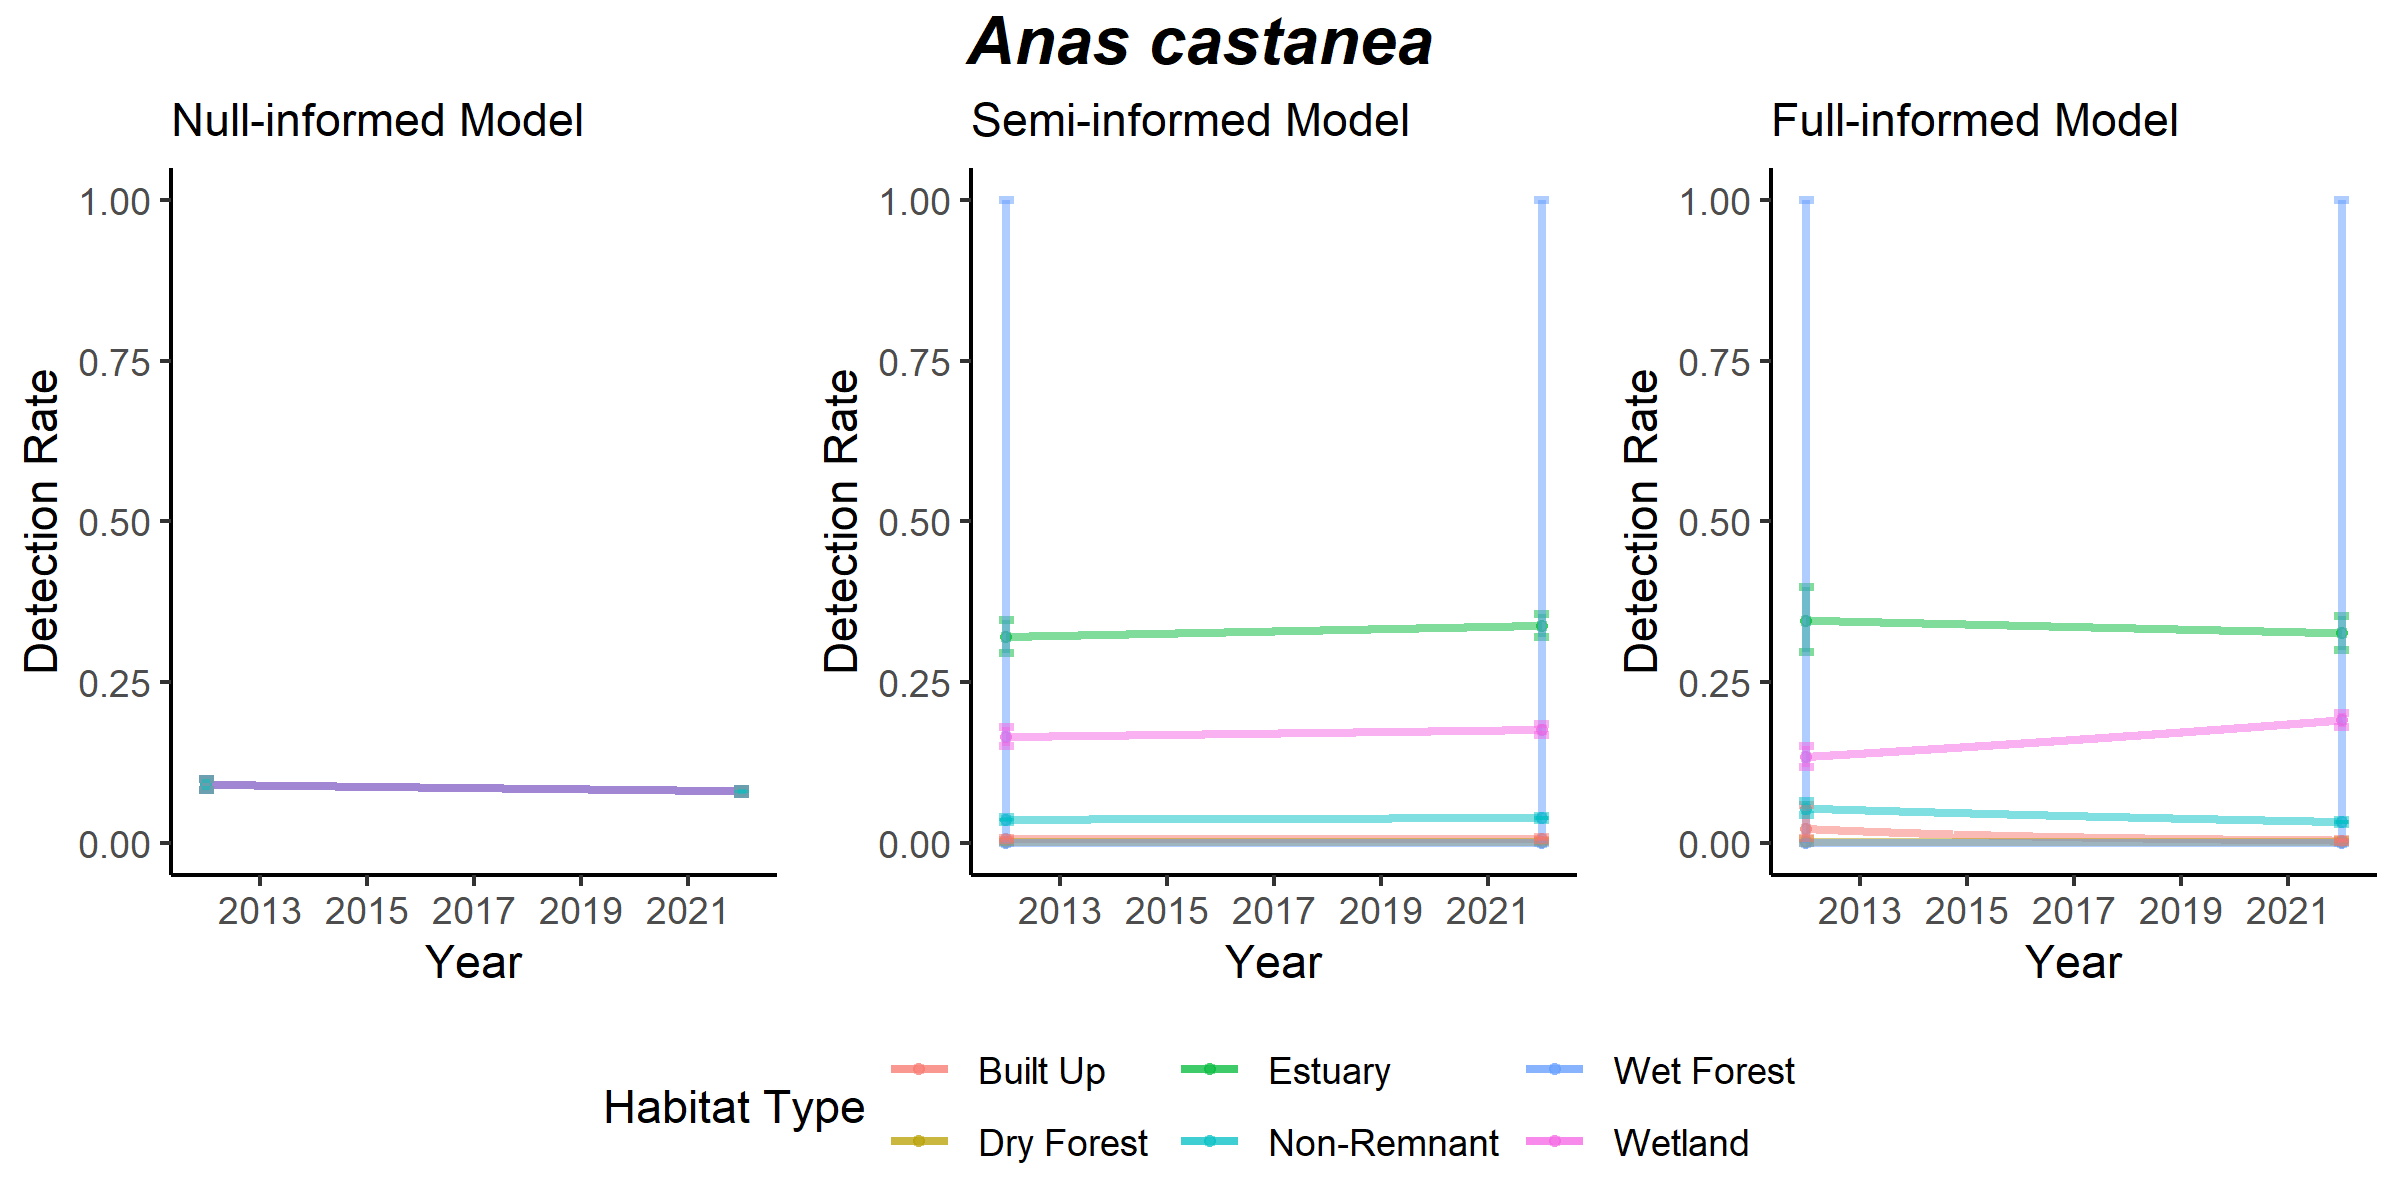 Anas castanea
Null-informed Model
Semi-informed Model
Full-informed Model
Detection Rate
1.00
0.75
0.50
0.25
0.00
2013 2015 2017 2019 2021
Year
Detection Rate
1.00
0.75
0.50
0.25
0.00
2013 2015 2017 2019 2021
Year
Detection Rate
1.00
0.75
0.50
0.25
0.00
2013 2015 2017 2019 2021
Year
Habitat Type
Built Up
Estuary
Wet Forest
Dry Forest
Non-Remnant
Wetland